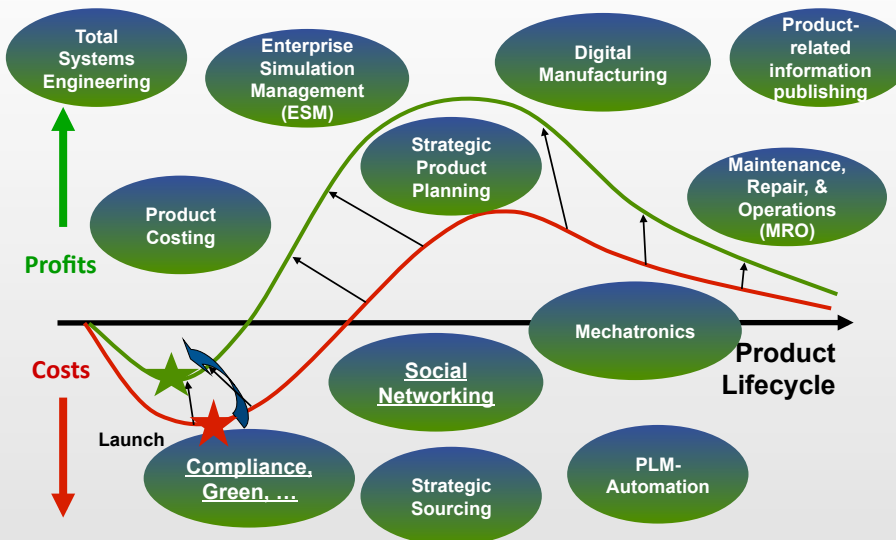 Total
Systems
Engineering
Enterprise
Simulation
Management
(ESM)
Digital
Manufacturing
Product-
related
information
publishing
Strategic
Product
Planning
Maintenance,
Repair, &
Operations
(MRO)
Product
Costing
Profits
Mechatronics
Product
Lifecycle
Costs
Social
Networking
Launch
Compliance,
Green, …
Strategic
Sourcing
PLM-
Automation